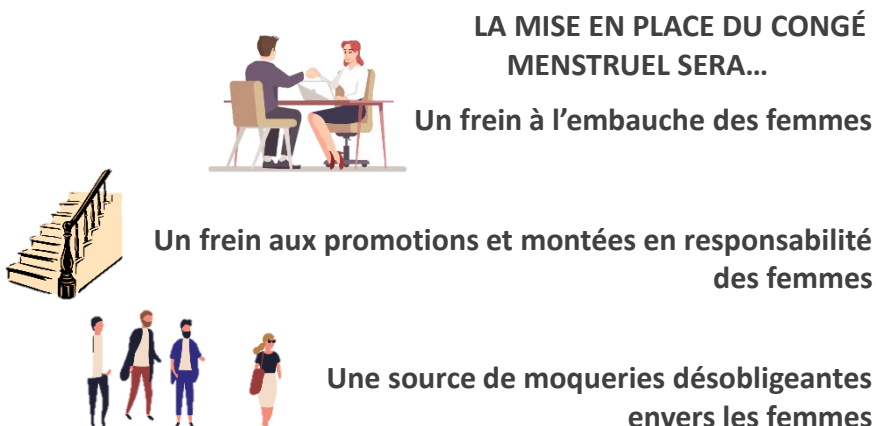 LA MISE EN PLACE DU CONGÉ
MENSTRUEL SERA…
Un frein à l’embauche des femmes
Un frein aux promotions et montées en responsabilité
des femmes
Une source de moqueries désobligeantes
envers les femmes